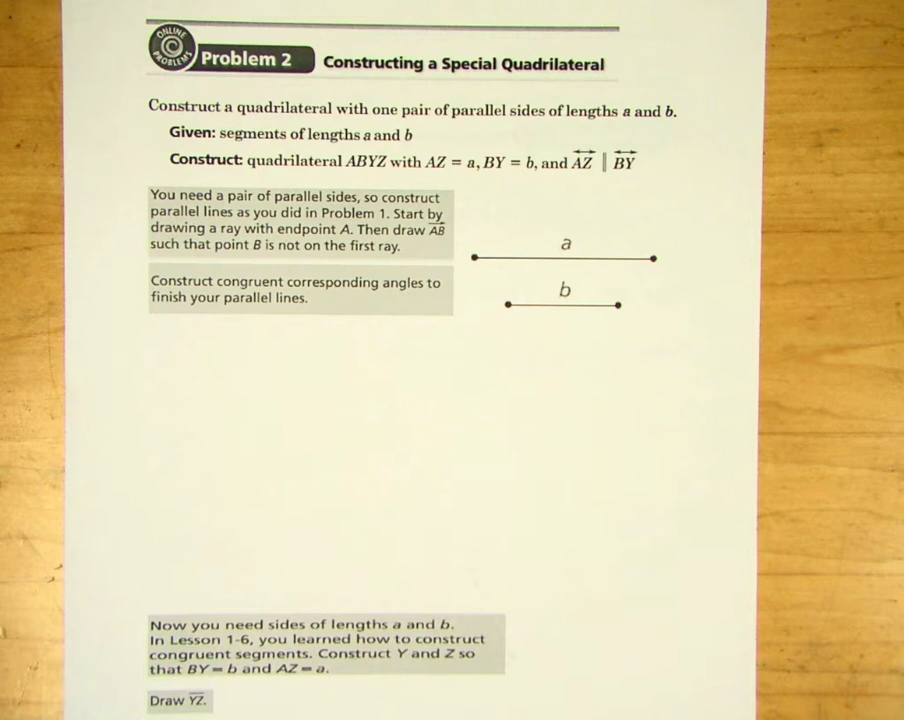 ONLINE
PROBLEMS
Problem 2 Constructing a Special Quadrilateral
Construct a quadrilateral with one pair of parallel sides of lengths a and b.
Given: segments of lengths a and b
Construct: quadrilateral ABYZ with AZ = a, BY = b, and AZ ∥ BY
You need a pair of parallel sides, so construct
parallel lines as you did in Problem 1. Start by
drawing a ray with endpoint A. Then draw AB
such that point B is not on the first ray.
a
Construct congruent corresponding angles to
finish your parallel lines.
b
Now you need sides of lengths a and b.
In Lesson 1-6, you learned how to construct
congruent segments. Construct Y and Z so
that BY = b and AZ = a.
Draw YZ.